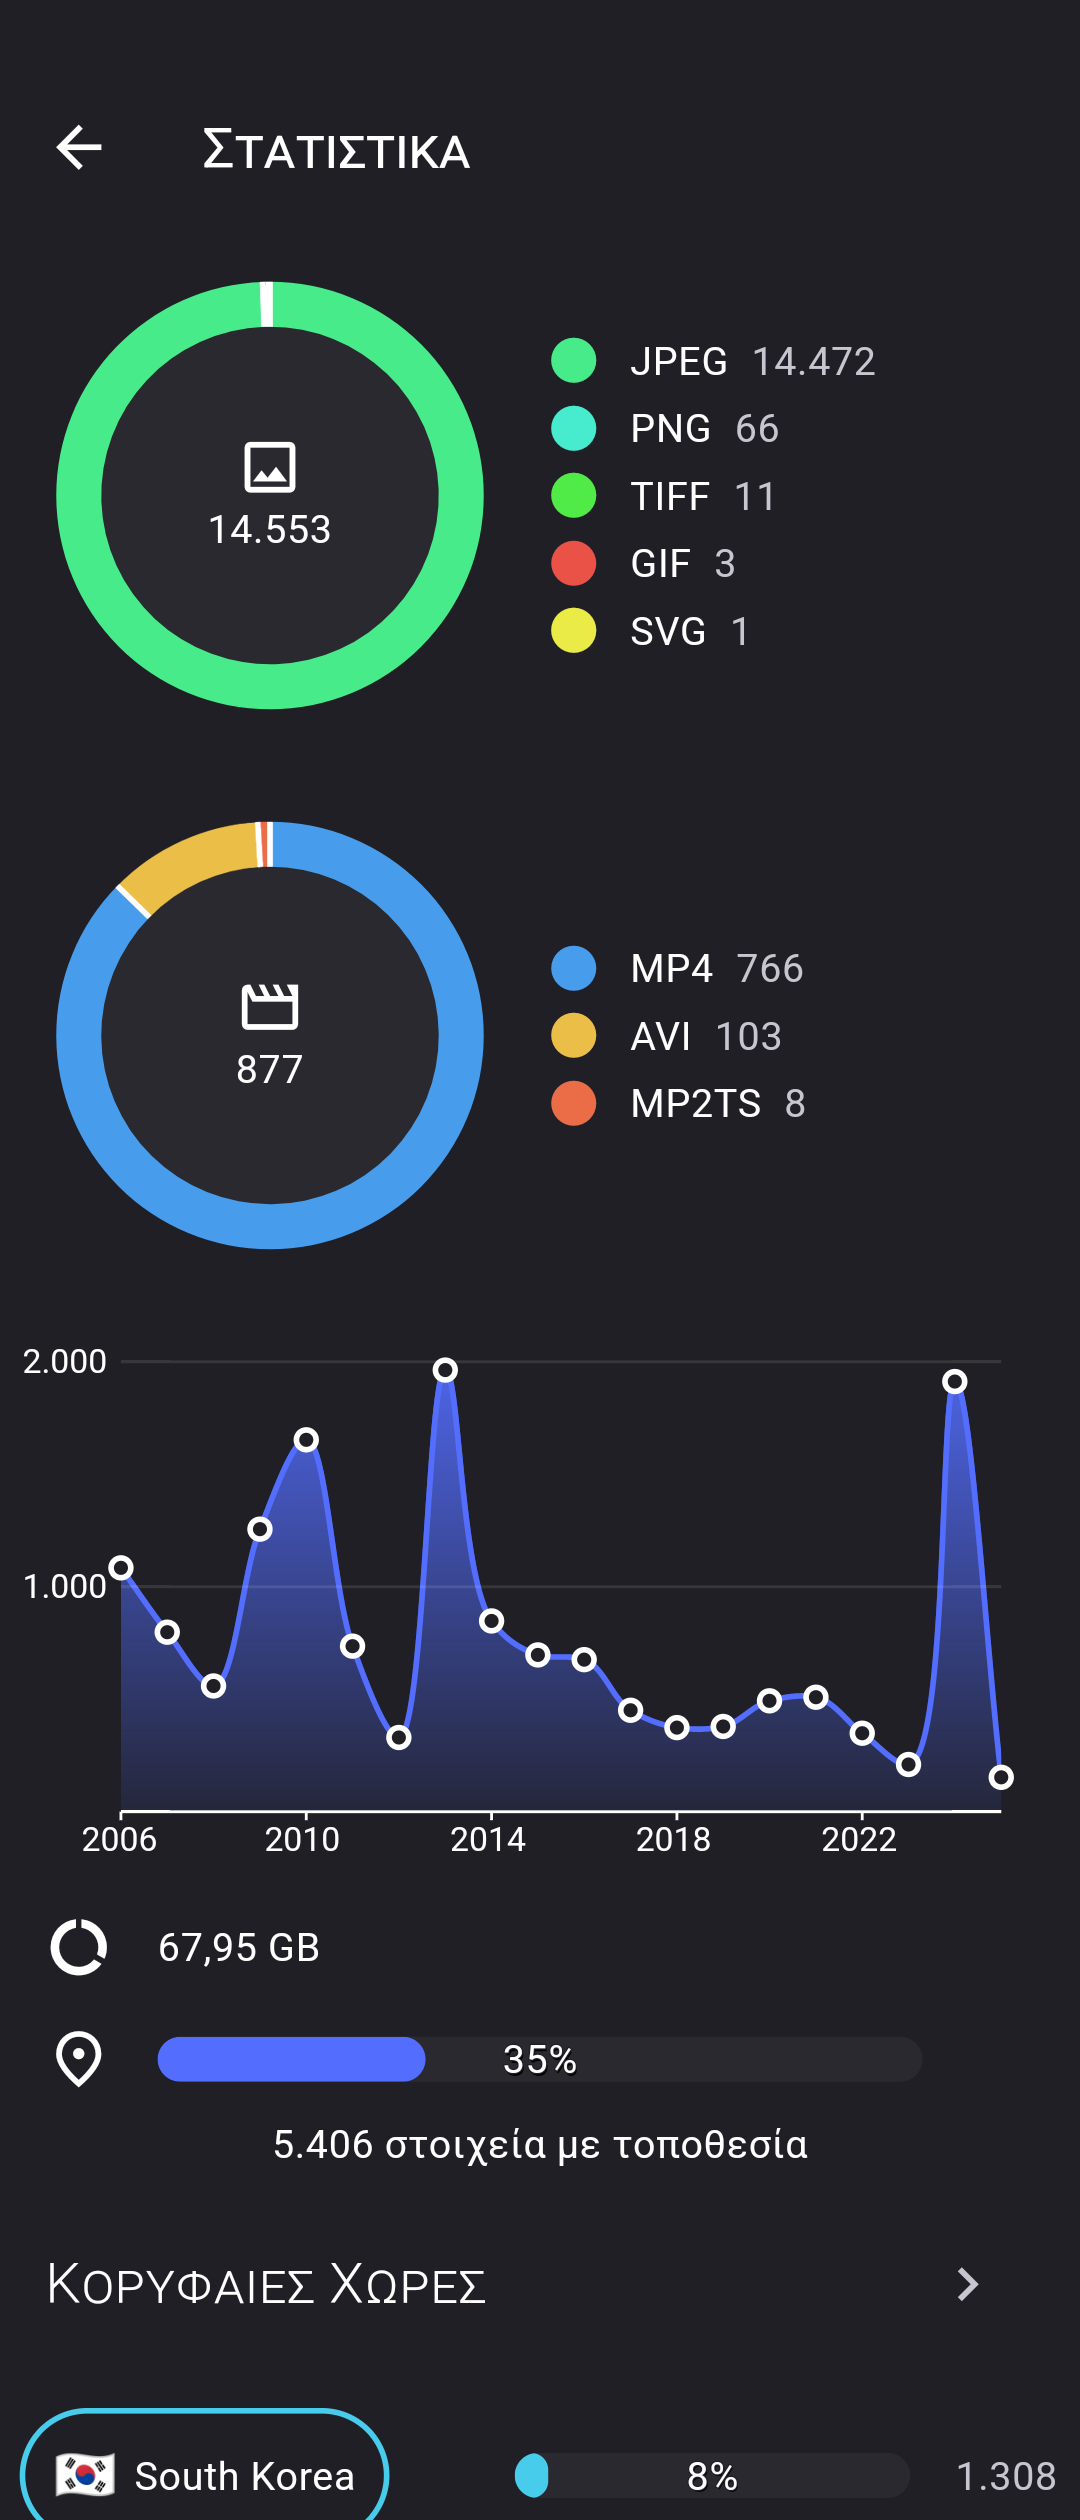 Στατιστικα
JPEG 14.472
PNG 66
TIFF 11
GIF 3
SVG 1
14.553
MP4 766
AVI 103
MP2TS 8
877
2.000
1.000
2006 2010 2014 2018 2022
67,95 GB
35%
5.406 στοιχεία με τοποθεσία
Κορυφαιες Χωρες
South Korea 8% 1.308